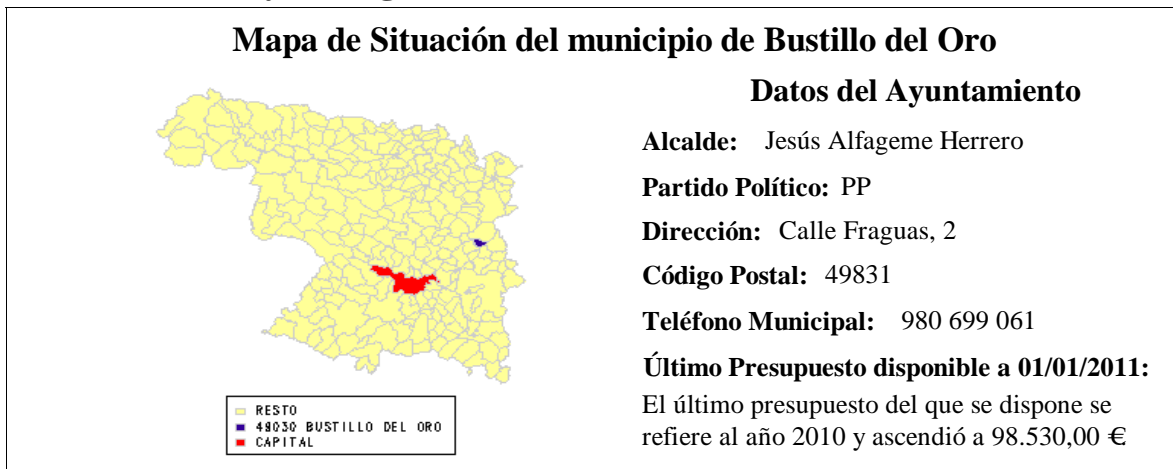 Mapa de Situación del municipio de Bustillo del Oro
Datos del Ayuntamiento
Alcalde: Jesús Alfageme Herrero
Partido Político: PP
Dirección: Calle Fraguas, 2
Código Postal: 49831
Teléfono Municipal: 980 699 061
Último Presupuesto disponible a 01/01/2011:
El último presupuesto del que se dispone se
refiere al año 2010 y ascendió a 98.530,00 €
RESTO
49030 BUSTILLO DEL ORO
CAPITAL